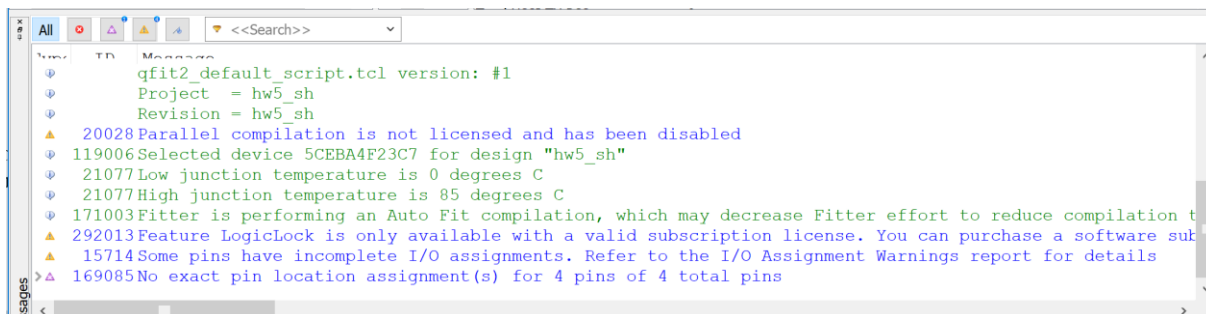 All <<Search>>
ID Message
qfit2_default_script.tcl version: #1
Project = hw5_sh
Revision = hw5_sh
20028 Parallel compilation is not licensed and has been disabled
119006 Selected device 5CEBA4F23C7 for design "hw5_sh"
21077 Low junction temperature is 0 degrees C
21077 High junction temperature is 85 degrees C
171003 Fitter is performing an Auto Fit compilation, which may decrease Fitter effort to reduce compilation t
292013 Feature LogicLock is only available with a valid subscription license. You can purchase a software sub
15714 Some pins have incomplete I/O assignments. Refer to the I/O Assignment Warnings report for details
169085 No exact pin location assignment(s) for 4 pins of 4 total pins
ssages